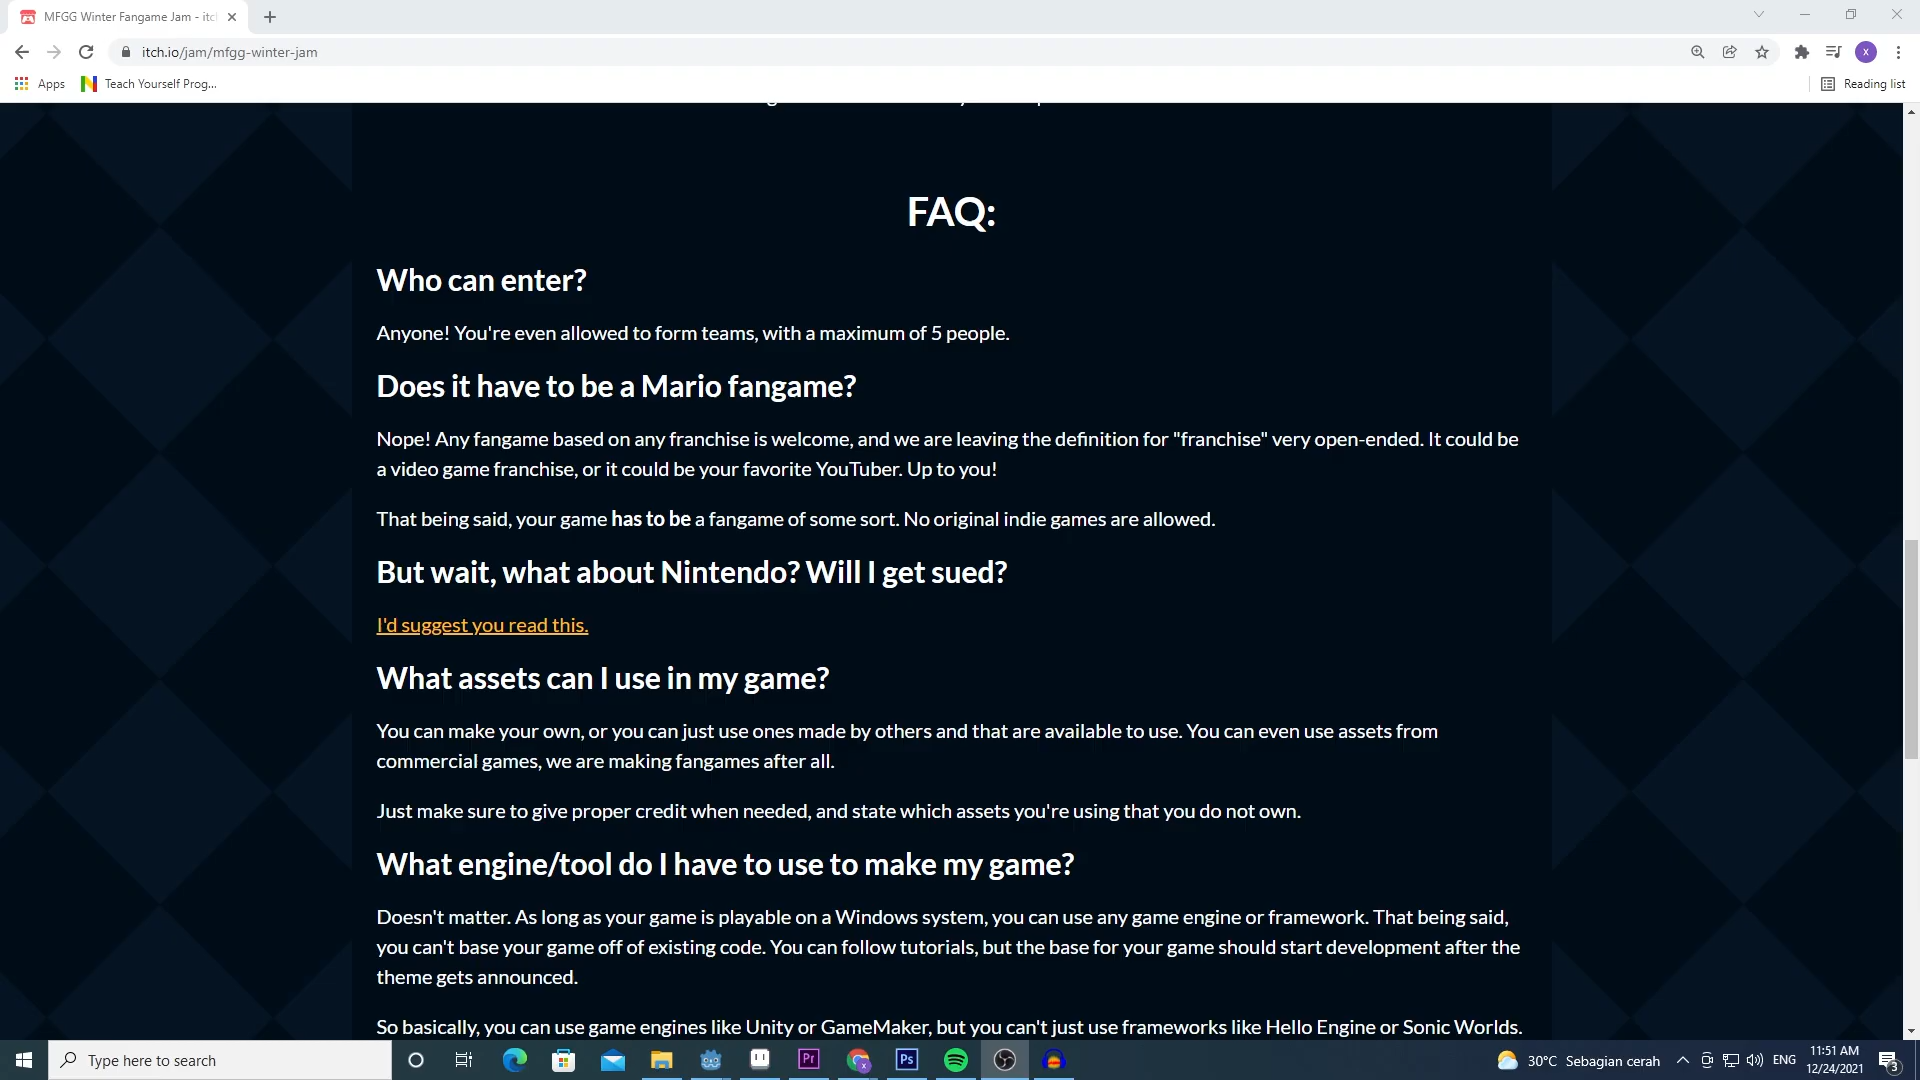 MFGG Winter Fangame Jam - itc
itch.io/jam/mfgg-winter-jam
X
Apps
Teach Yourself Prog...
Reading list
FAQ:
Who can enter?
Anyone! You're even allowed to form teams, with a maximum of 5 people.
Does it have to be a Mario fangame?
Nope! Any fangame based on any franchise is welcome, and we are leaving the definition for "franchise" very open-ended. It could be
a video game franchise, or it could be your favorite YouTuber. Up to you!
That being said, your game has to be a fangame of some sort. No original indie games are allowed.
But wait, what about Nintendo? Will I get sued?
I'd suggest you read this.
What assets can I use in my game?
You can make your own, or you can just use ones made by others and that are available to use. You can even use assets from
commercial games, we are making fangames after all.
Just make sure to give proper credit when needed, and state which assets you're using that you do not own.
What engine/tool do I have to use to make my game?
Doesn't matter. As long as your game is playable on a Windows system, you can use any game engine or framework. That being said,
you can't base your game off of existing code. You can follow tutorials, but the base for your game should start development after the
theme gets announced.
So basically, you can use game engines like Unity or GameMaker, but you can't just use frameworks like Hello Engine or Sonic Worlds.
Type here to search
Pr
Ps
30°C Sebagian cerah
ENG
11:51 AM
12/24/2021
3